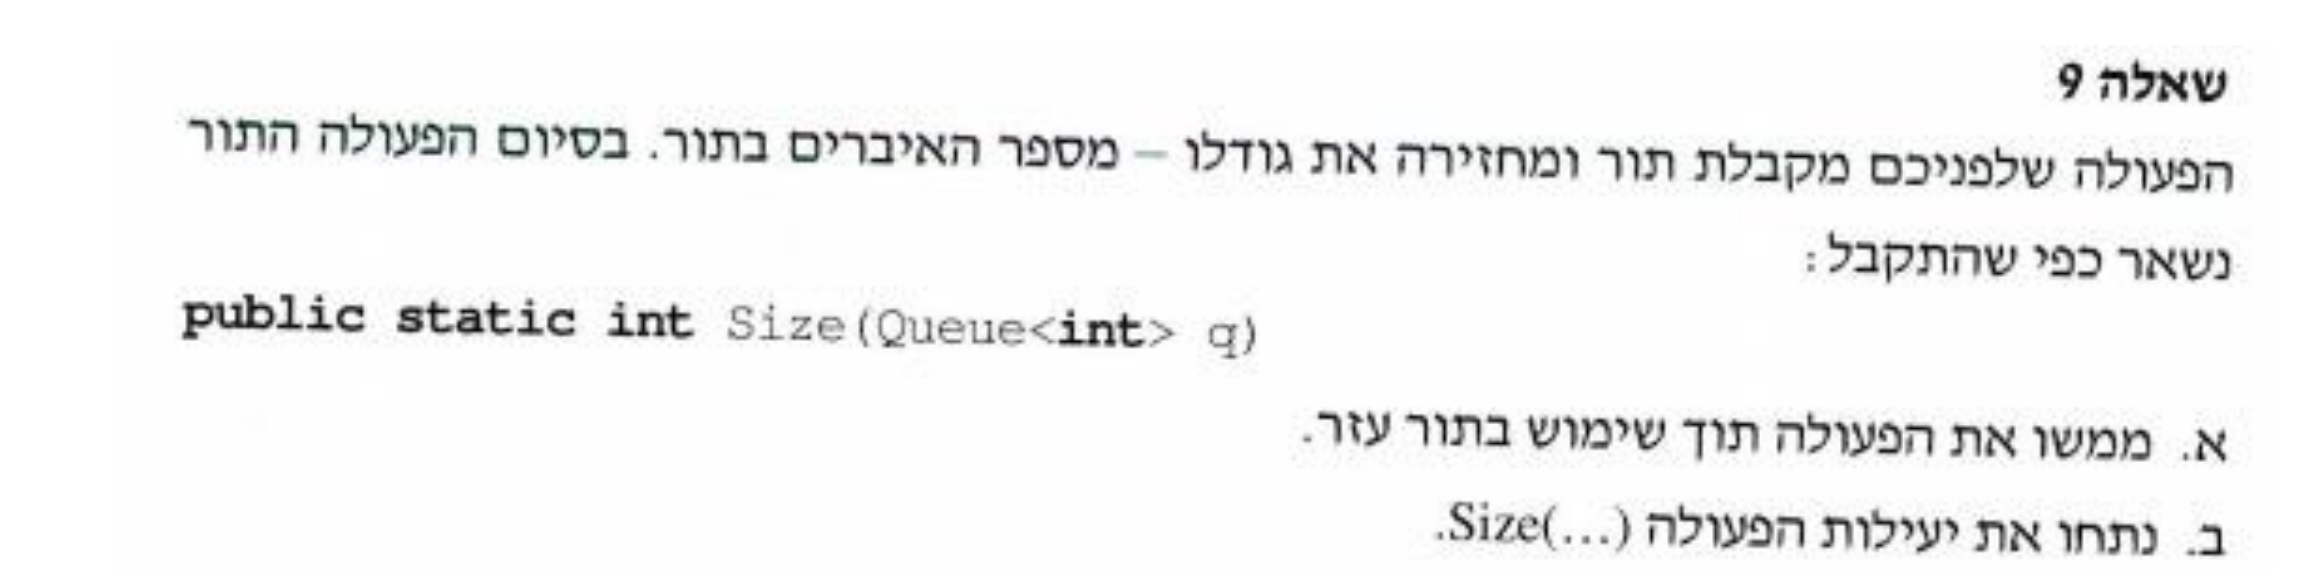 שאלה 9
הפעולה שלפניכם מקבלת תור ומחזירה את גודלו – מספר האיברים בתור. בסיום הפעולה התור
נשאר כפי שהתקבל:
public static int Size(Queue<int> q)
א. ממשו את הפעולה תוך שימוש בתור עזר.
ב. נתחו את יעילות הפעולה Size(...).